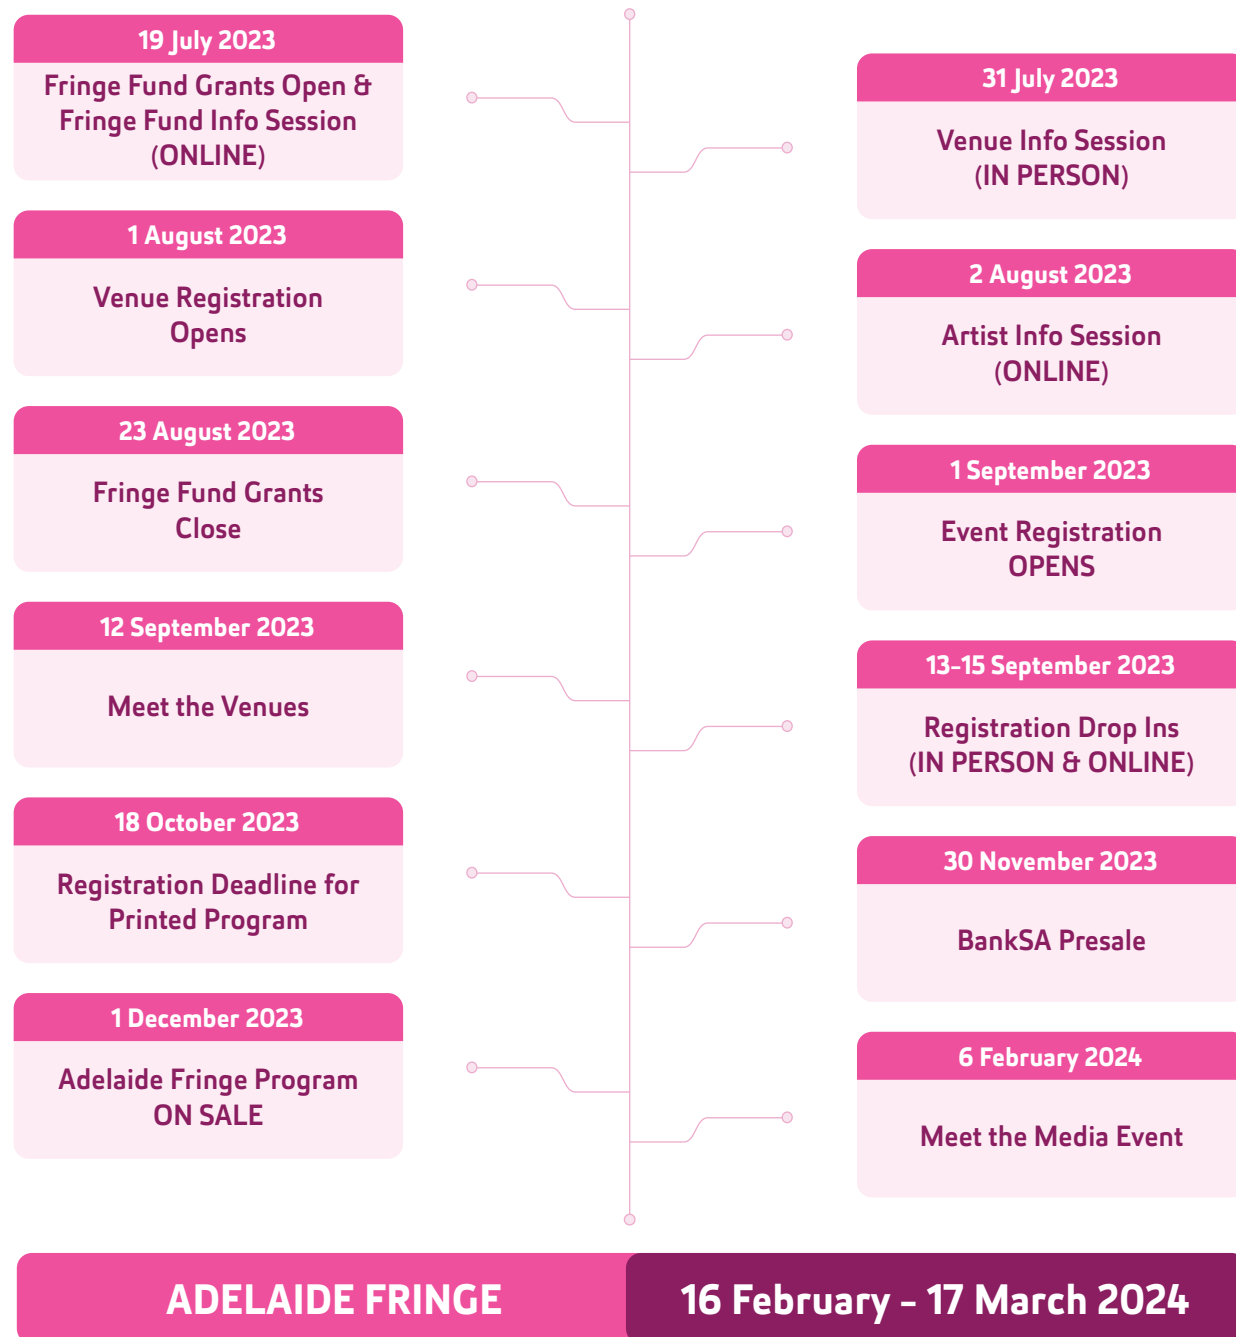 19 July 2023
Fringe Fund Grants Open &
Fringe Fund Info Session
(ONLINE)
31 July 2023
Venue Info Session
(IN PERSON)
1 August 2023
Venue Registration
Opens
2 August 2023
Artist Info Session
(ONLINE)
23 August 2023
Fringe Fund Grants
Close
1 September 2023
Event Registration
OPENS
12 September 2023
Meet the Venues
13-15 September 2023
Registration Drop Ins
(IN PERSON & ONLINE)
18 October 2023
Registration Deadline for
Printed Program
30 November 2023
BankSA Presale
1 December 2023
Adelaide Fringe Program
ON SALE
6 February 2024
Meet the Media Event
ADELAIDE FRINGE
16 February - 17 March 2024